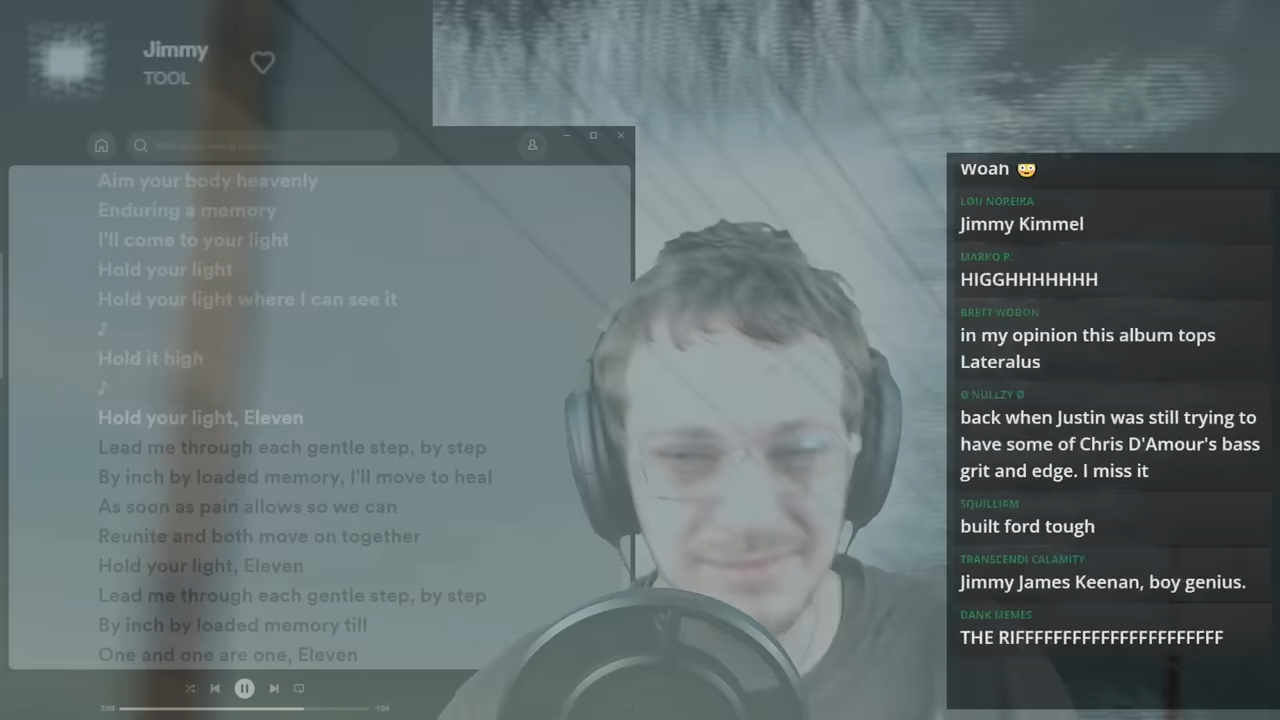 Jimmy
TOOL
Aim your body heavenly
Enduring a memory
I'll come to your light
Hold your light
Hold your light where I can see it
♪
Hold it high
♪
Hold your light, Eleven
Lead me through each gentle step, by step
By inch by loaded memory, I'll move to heal
As soon as pain allows so we can
Reunite and both move on together
Hold your light, Eleven
Lead me through each gentle step, by step
By inch by loaded memory till
One and one are one, Eleven
3:09
-1:24
Woah 😳
LOU NOREIRA
Jimmy Kimmel
MARKO P.
HIGGHHHHHHH
BRETT WOBON
in my opinion this album tops
Lateralus
Ø NULLZY Ø
back when Justin was still trying to
have some of Chris D'Amour's bass
grit and edge. I miss it
SQUILLIAM
built ford tough
TRANSCENDI CALAMITY
Jimmy James Keenan, boy genius.
DANK MEMES
THE RIFFFFFFFFFFFFFFFFFFFFFF